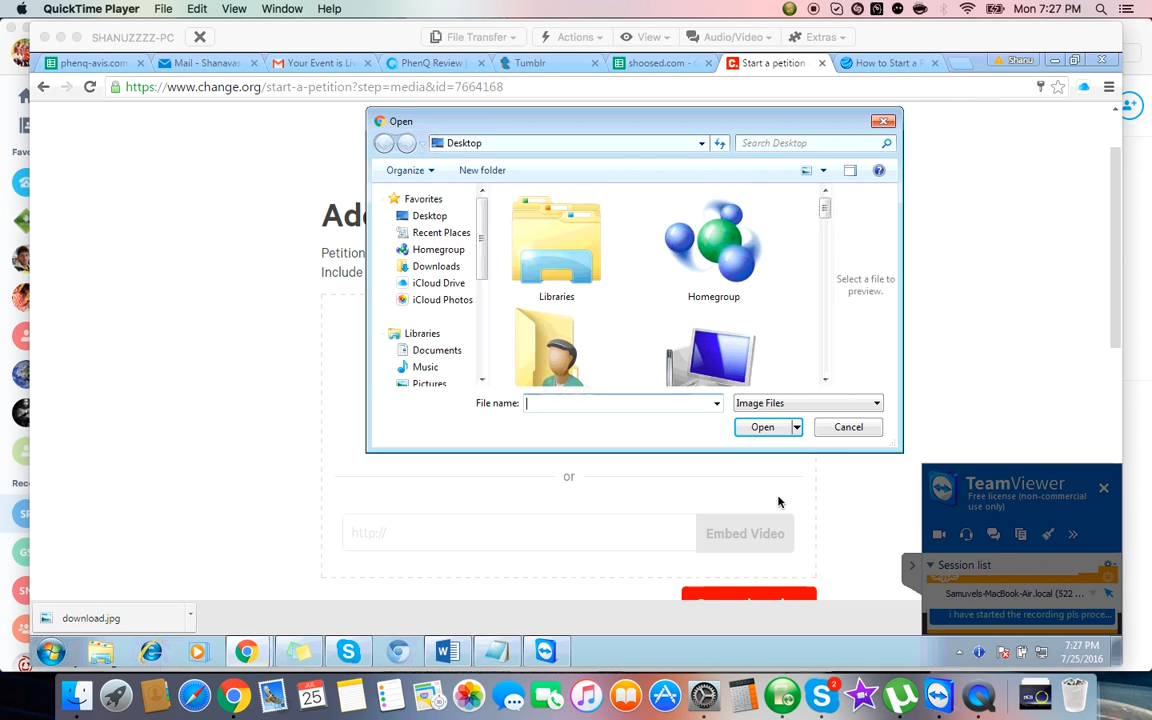 QuickTime Player File Edit View Window Help Mon 7:27 PM
SHANUZZZZ-PC File Transfer Actions View Audio/Video Extras
phenq-avis.com Mail - Shanavas Your Event is Liv PhenQ Review | Tumblr shoosed.com - Start a petition How to Start a P Shanu
https://www.change.org/start-a-petition?step=media&id=7664168
Open
Desktop Search Desktop
Organize New folder
Favorites
Desktop
Recent Places
Homegroup
Downloads
iCloud Drive
iCloud Photos
Libraries
Documents
Music
Pictures
Libraries Homegroup
Select a file to
preview.
File name: Image Files
Open Cancel
Petition
Include
or
http:// Embed Video
TeamViewer
Free license (non-commercial
use only)
Session list
Samuvels-MacBook-Air.local (522 ...
i have started the recording pls proce...
download.jpg
7:27 PM
7/25/2016
JUL
25
2